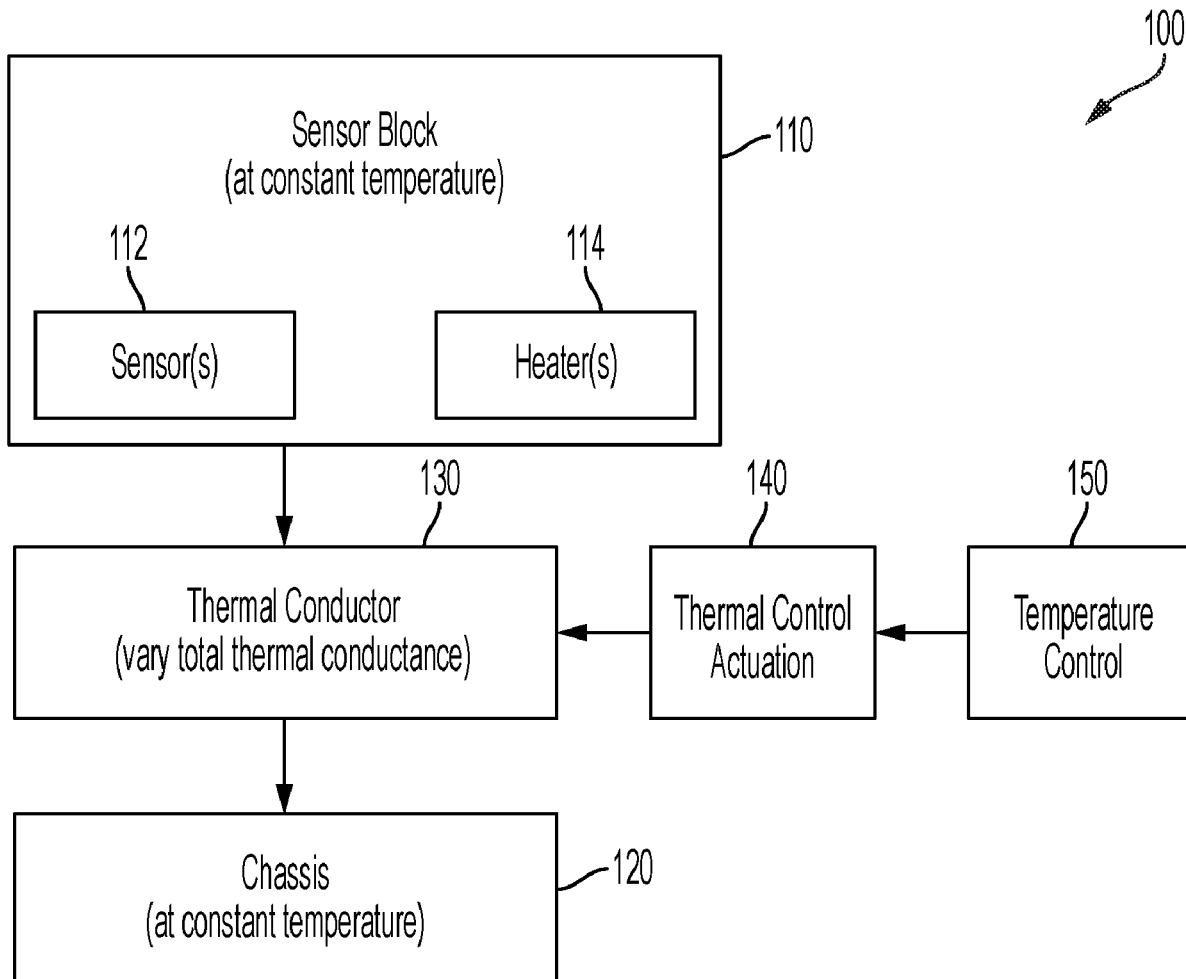 100
Sensor Block
(at constant temperature)
110
112
114
Sensor(s)
Heater(s)
130
140
150
Thermal Conductor
(vary total thermal conductance)
Thermal Control
Actuation
Temperature
Control
Chassis
(at constant temperature)
120